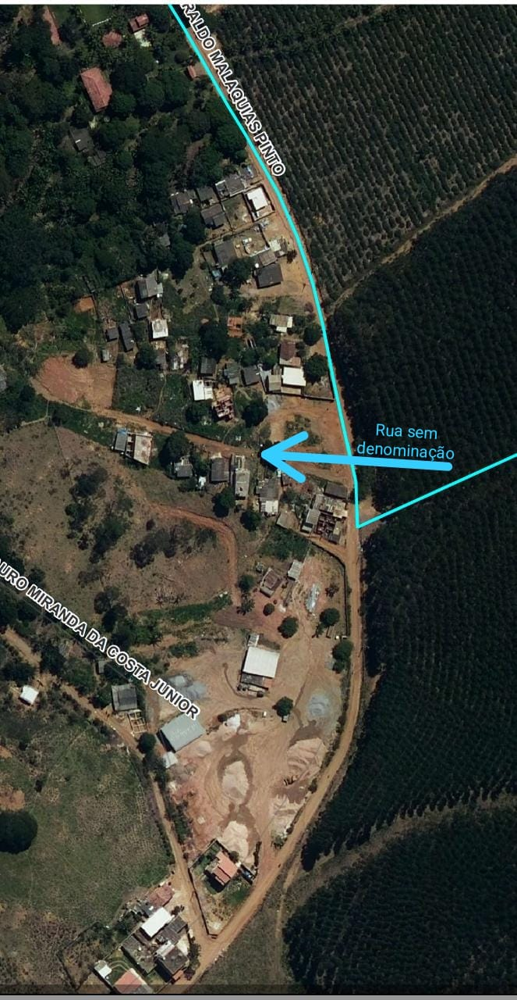 RALDO MALAQUIAS PINTO
Rua sem
denominação
URO MIRANDA DA COSTA JUNIOR